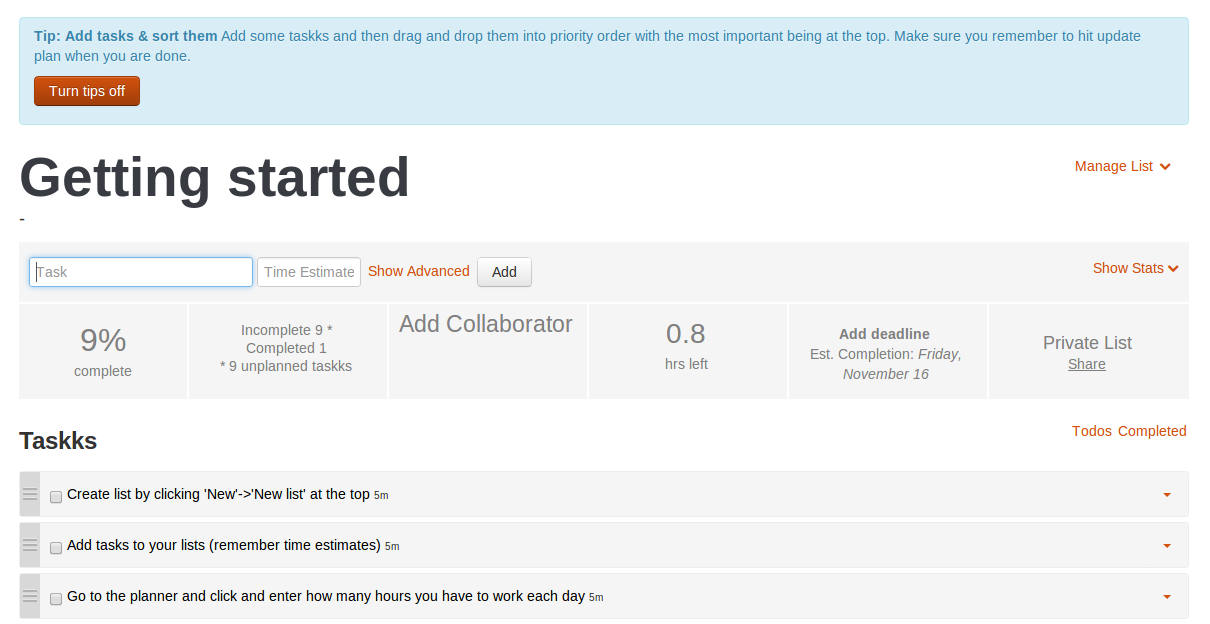 Tip: Add tasks & sort them Add some taskks and then drag and drop them into priority order with the most important being at the top. Make sure you remember to hit update
plan when you are done.
Turn tips off
Getting started
Manage List
-
Task
Time Estimate
Show Advanced
Add
Show Stats
9%
complete
Incomplete 9 *
Completed 1
* 9 unplanned taskks
Add Collaborator
0.8
hrs left
Add deadline
Est. Completion: Friday,
November 16
Private List
Share
Taskks
Todos Completed
Create list by clicking 'New'->'New list' at the top 5m
Add tasks to your lists (remember time estimates) 5m
Go to the planner and click and enter how many hours you have to work each day 5m